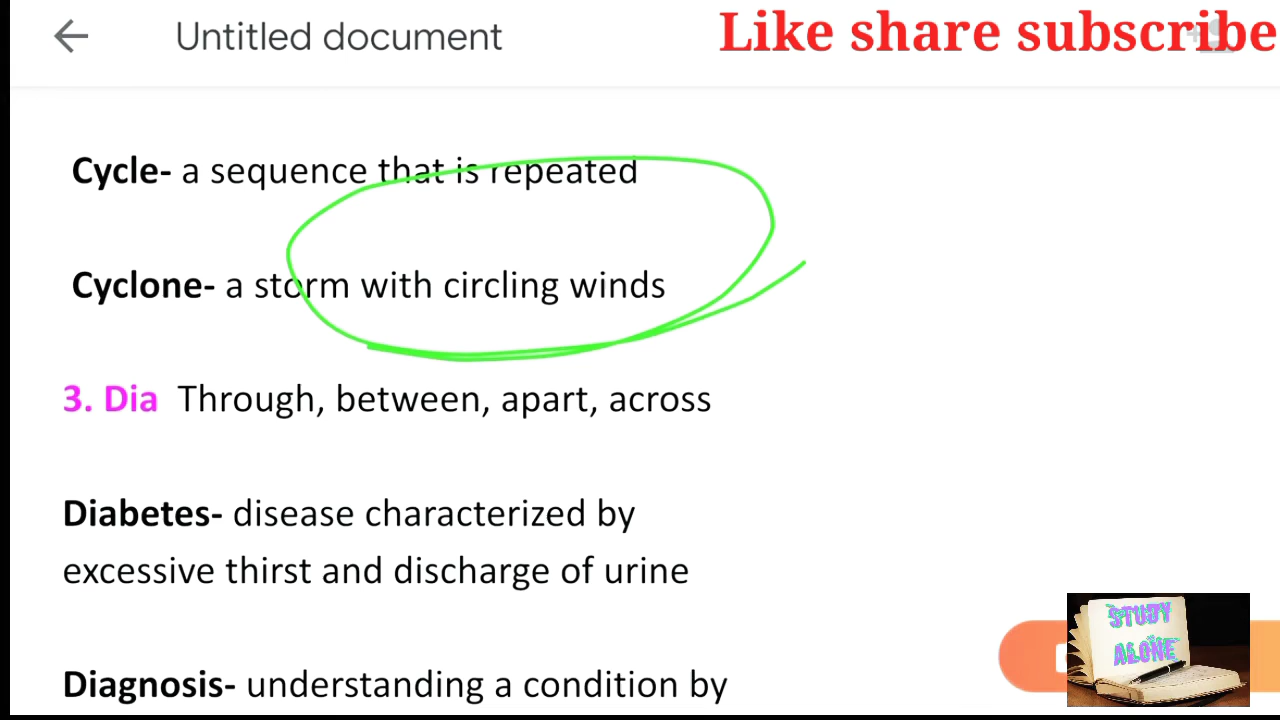 Untitled document
Like share subscribe
Cycle- a sequence that is repeated
Cyclone- a storm with circling winds
3. Dia Through, between, apart, across
Diabetes- disease characterized by
excessive thirst and discharge of urine
STUDY
ALONE
Diagnosis- understanding a condition by